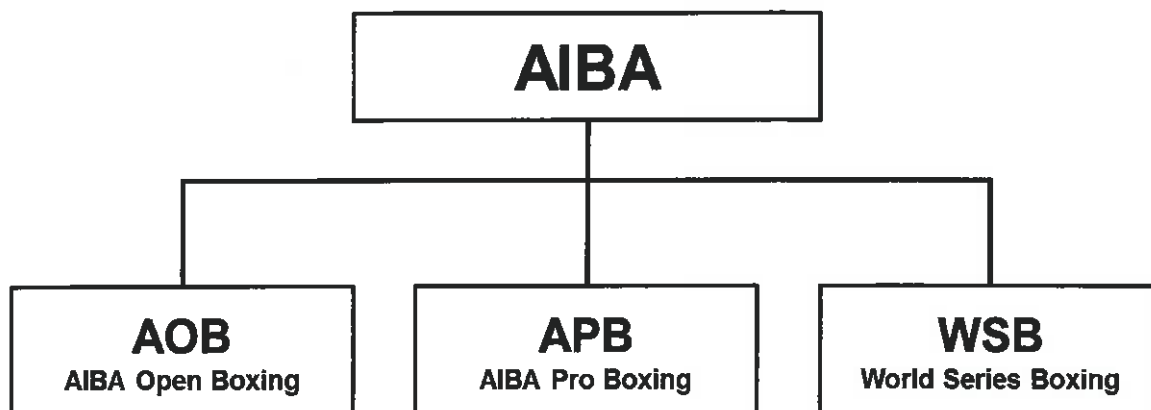 AIBA
AOB
AIBA Open Boxing
APB
AIBA Pro Boxing
WSB
World Series Boxing